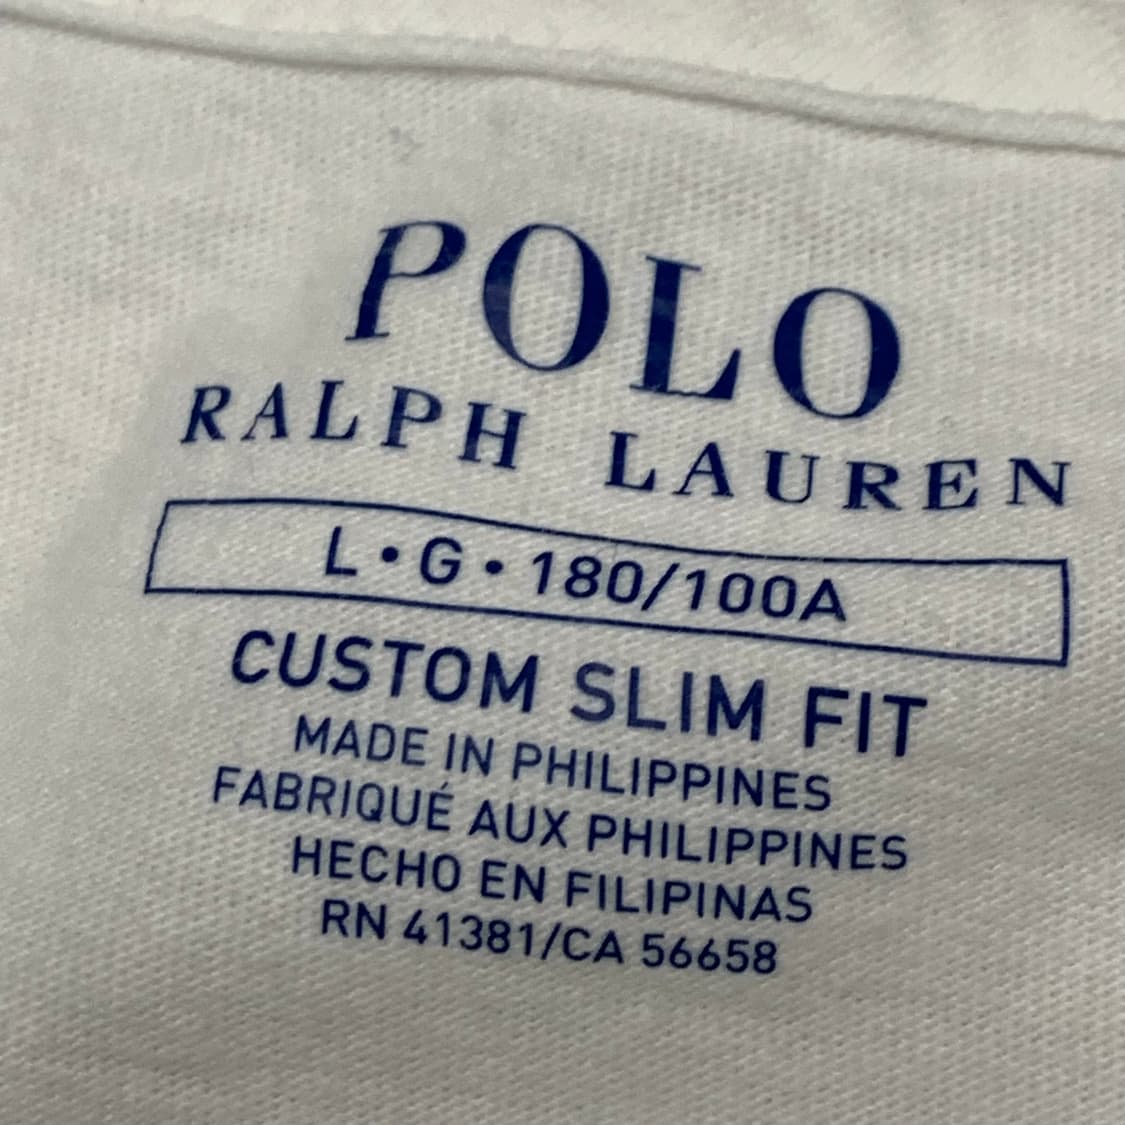 POLO
RALPH LAUREN
L • G • 180/100A
CUSTOM SLIM FIT
MADE IN PHILIPPINES
FABRIQUÉ AUX PHILIPPINES
HECHO EN FILIPINAS
RN 41381/CA 56658